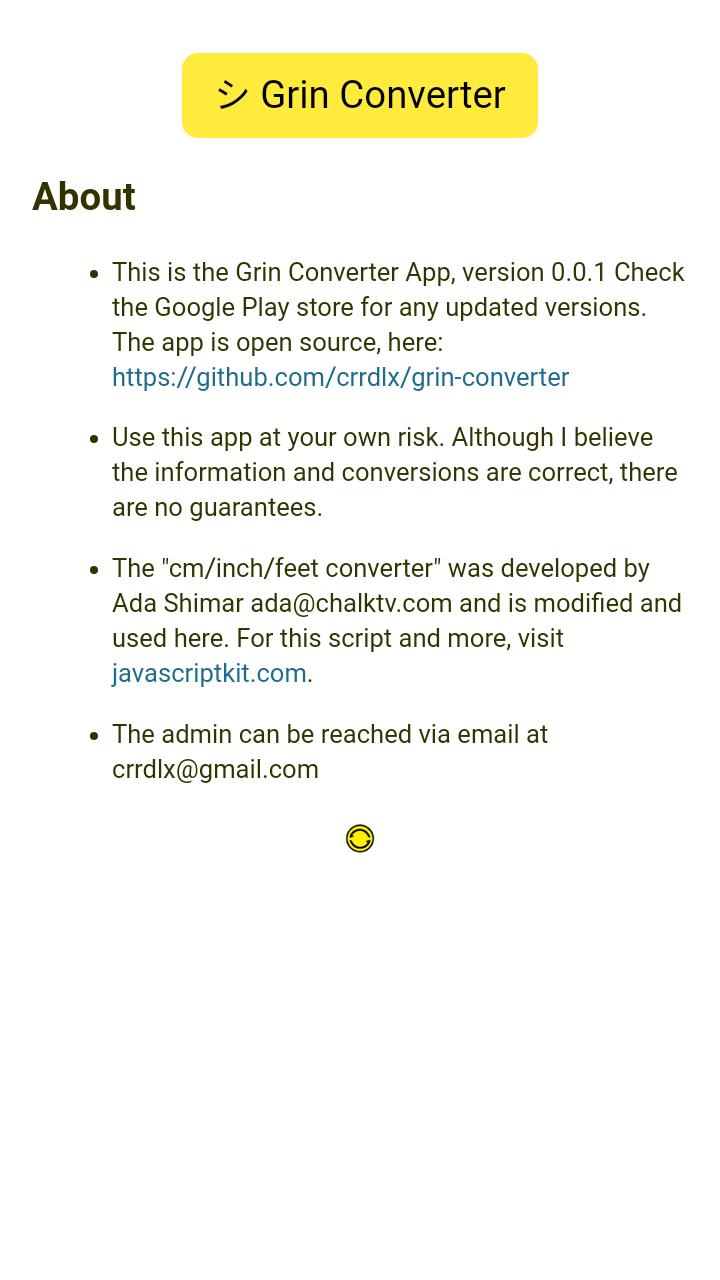 シ Grin Converter
About
• This is the Grin Converter App, version 0.0.1 Check
the Google Play store for any updated versions.
The app is open source, here:
https://github.com/crrdlx/grin-converter
• Use this app at your own risk. Although I believe
the information and conversions are correct, there
are no guarantees.
• The "cm/inch/feet converter" was developed by
Ada Shimar ada@chalktv.com and is modified and
used here. For this script and more, visit
javascriptkit.com.
• The admin can be reached via email at
crrdlx@gmail.com